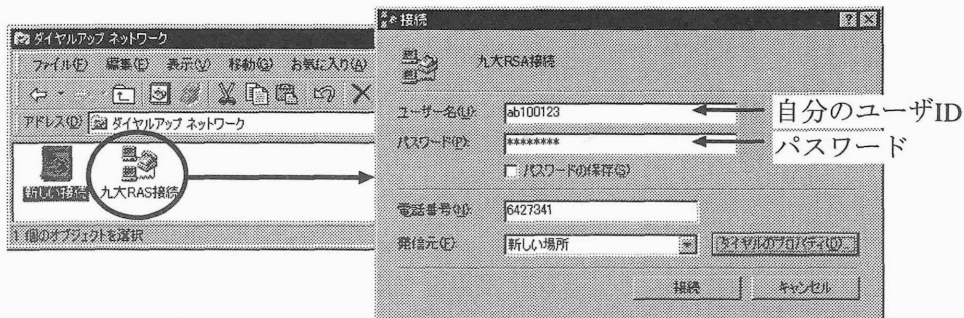 ダイヤルアップ ネットワーク
ファイル(F) 編集(E) 表示(V) 移動(G) お気に入り(A)
アドレス(D) ダイヤルアップ ネットワーク
新しい接続 九大RAS接続
1 個のオブジェクトを選択
接続
九大RSA接続
ユーザー名(U): ab100123
自分のユーザID
パスワード(P): ********
パスワード
パスワードの保存(S)
電話番号(N): 6427341
発信元(F): 新しい場所
ダイヤルのプロパティ(D)...
接続 キャンセル